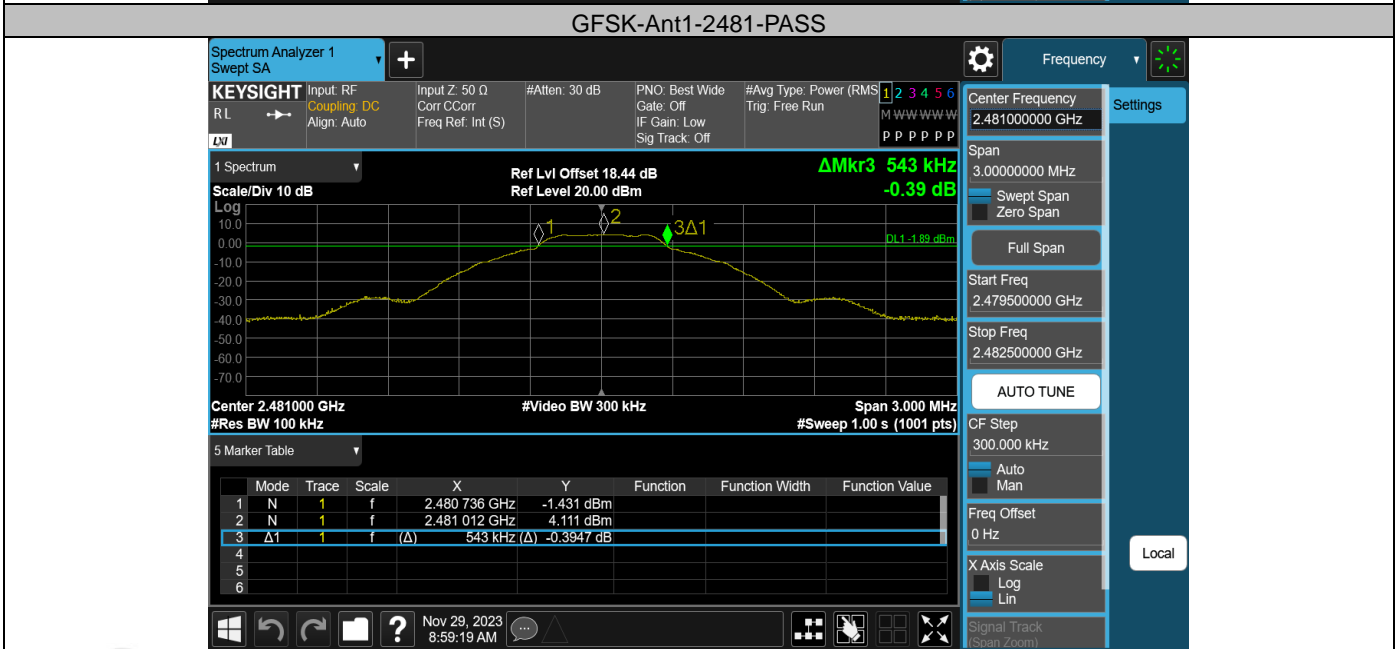 GFSK-Ant1-2481-PASS
Spectrum Analyzer 1
Swept SA
Frequency
KEYSIGHT
RL
LXI
Input: RF
Coupling: DC
Align: Auto
Input Z: 50 Ω
Corr CCorr
Freq Ref: Int (S)
#Atten: 30 dB
PNO: Best Wide
Gate: Off
IF Gain: Low
Sig Track: Off
#Avg Type: Power (RMS
Trig: Free Run
1 2 3 4 5 6
M W W W W W
P P P P P P
1 Spectrum
Scale/Div 10 dB
Ref Lvl Offset 18.44 dB
Ref Level 20.00 dBm
ΔMkr3 543 kHz
-0.39 dB
Log
10.0
0.00
-10.0
-20.0
-30.0
-40.0
-50.0
-60.0
-70.0
1
2
3Δ1
DL1 -1.89 dBm
Center 2.481000 GHz
#Video BW 300 kHz
Span 3.000 MHz
#Res BW 100 kHz
#Sweep 1.00 s (1001 pts)
5 Marker Table
Mode Trace Scale X Y Function Function Width Function Value
1 N 1 f 2.480 736 GHz -1.431 dBm
2 N 1 f 2.481 012 GHz 4.111 dBm
3 Δ1 1 f (Δ) 543 kHz (Δ) -0.3947 dB
4
5
6
?
Nov 29, 2023
8:59:19 AM
Center Frequency
2.481000000 GHz
Settings
Span
3.00000000 MHz
Swept Span
Zero Span
Full Span
Start Freq
2.479500000 GHz
Stop Freq
2.482500000 GHz
AUTO TUNE
CF Step
300.000 kHz
Auto
Man
Freq Offset
0 Hz
Local
X Axis Scale
Log
Lin
Signal Track
(Span Zoom)